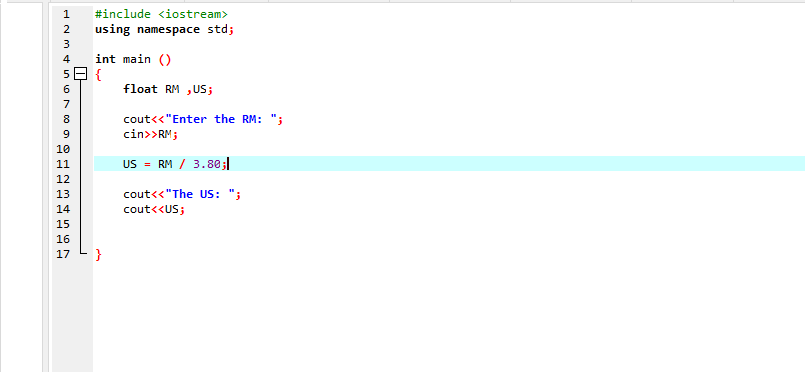 1 #include <iostream>
2 using namespace std;
3
4 int main ()
5 {
6 float RM ,US;
7
8 cout<<"Enter the RM: ";
9 cin>>RM;
10
11 US = RM / 3.80;
12
13 cout<<"The US: ";
14 cout<<US;
15
16
17 }